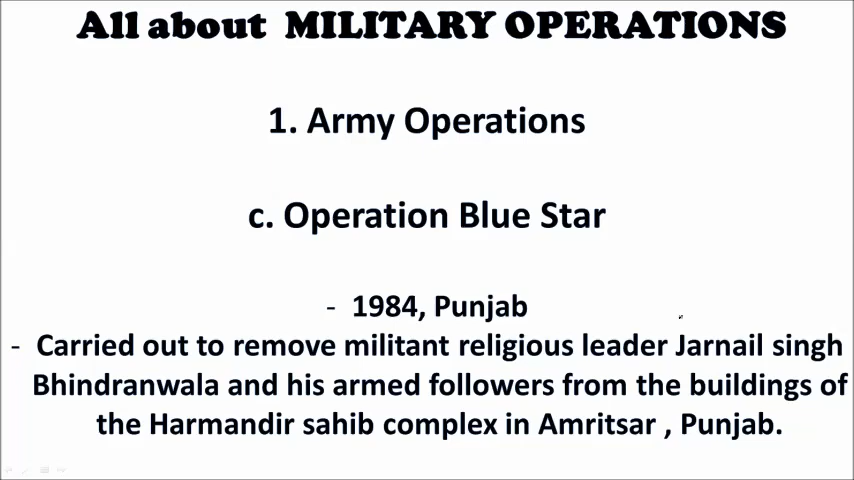 All about MILITARY OPERATIONS
1. Army Operations
c. Operation Blue Star
- 1984, Punjab
- Carried out to remove militant religious leader Jarnail singh
Bhindranwala and his armed followers from the buildings of
the Harmandir sahib complex in Amritsar , Punjab.